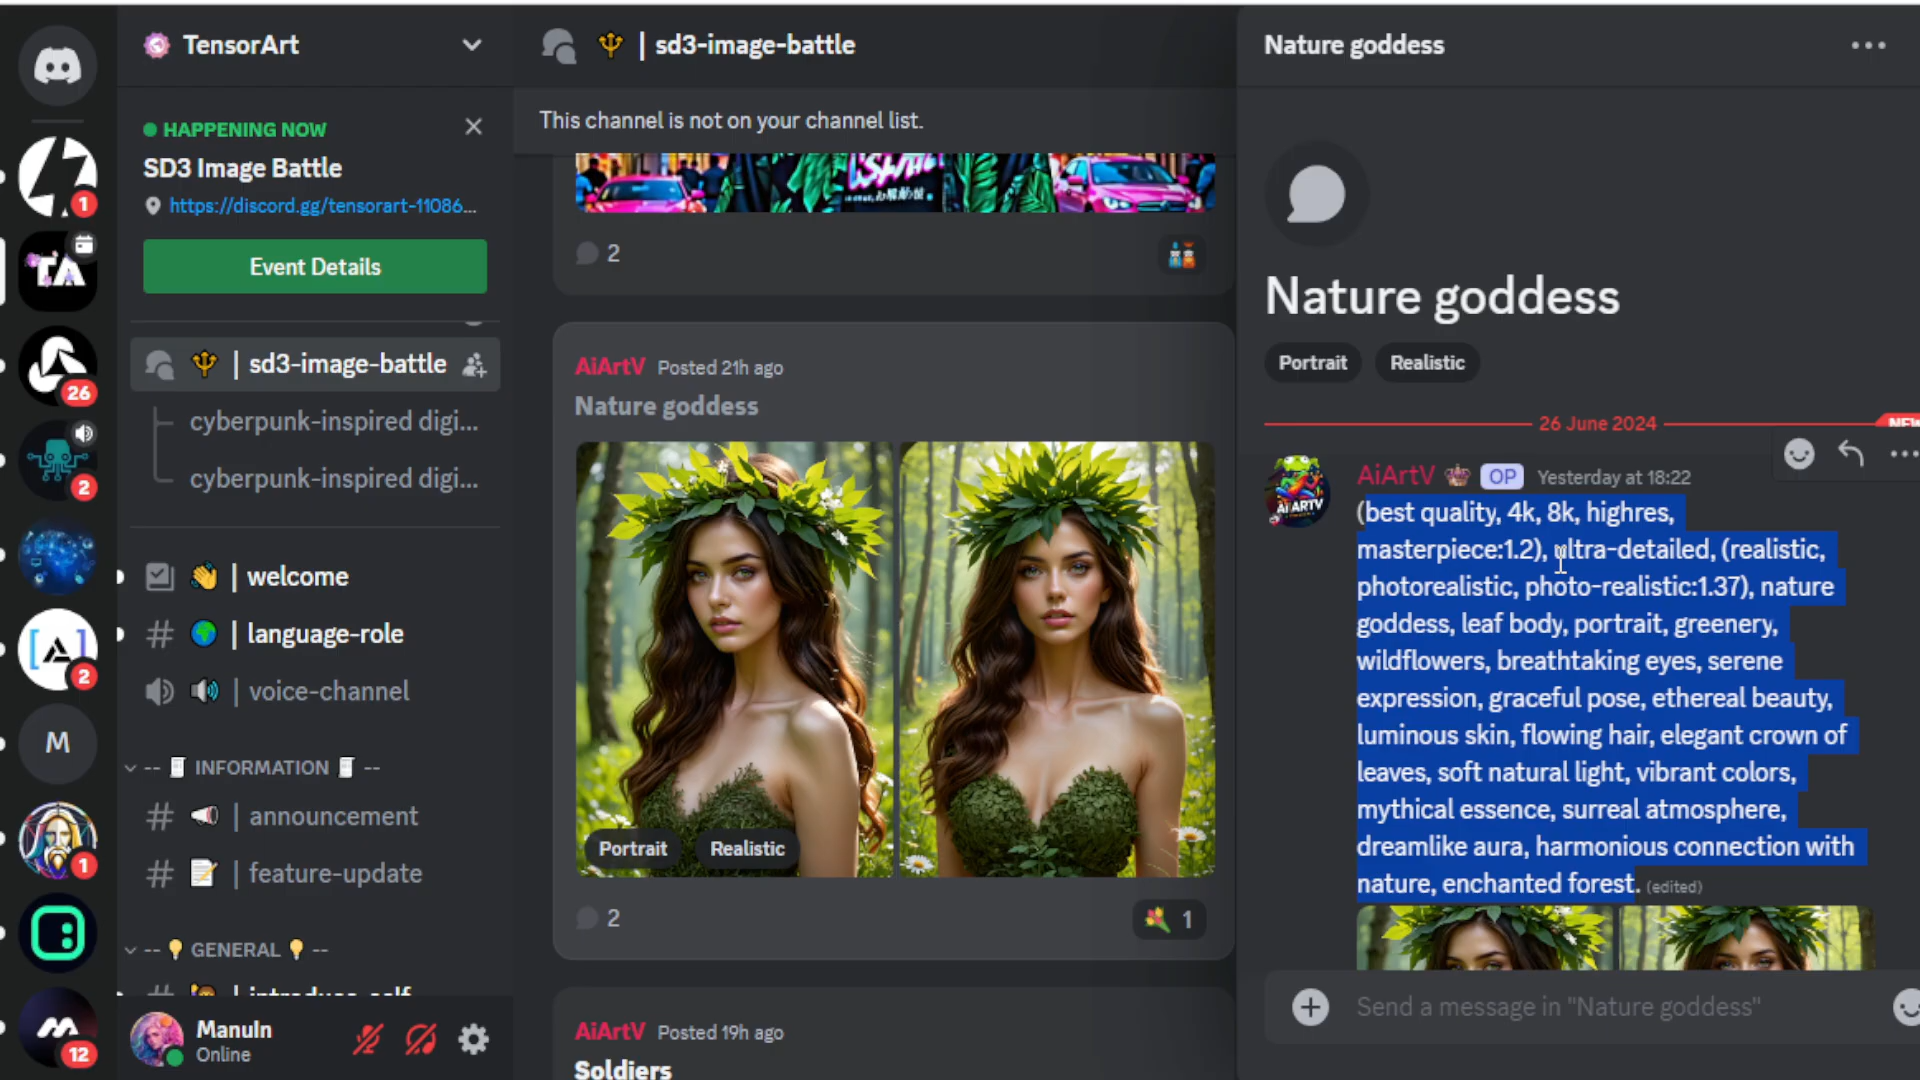 TensorArt
HAPPENING NOW
SD3 Image Battle
https://discord.gg/tensorart-11086...
Event Details
| sd3-image-battle
cyberpunk-inspired digi...
cyberpunk-inspired digi...
| welcome
| language-role
| voice-channel
-- INFORMATION --
| announcement
| feature-update
-- GENERAL --
| introduce-self
ManuIn
Online
1
TA
26
2
2
M
1
12
| sd3-image-battle
This channel is not on your channel list.
2
AiArtV Posted 21h ago
Nature goddess
Portrait Realistic
2
1
AiArtV Posted 19h ago
Soldiers
Nature goddess
Nature goddess
Portrait Realistic
26 June 2024 NEW
AiArtV OP Yesterday at 18:22
(best quality, 4k, 8k, highres,
masterpiece:1.2), ultra-detailed, (realistic,
photorealistic, photo-realistic:1.37), nature
goddess, leaf body, portrait, greenery,
wildflowers, breathtaking eyes, serene
expression, graceful pose, ethereal beauty,
luminous skin, flowing hair, elegant crown of
leaves, soft natural light, vibrant colors,
mythical essence, surreal atmosphere,
dreamlike aura, harmonious connection with
nature, enchanted forest. (edited)
Send a message in "Nature goddess"